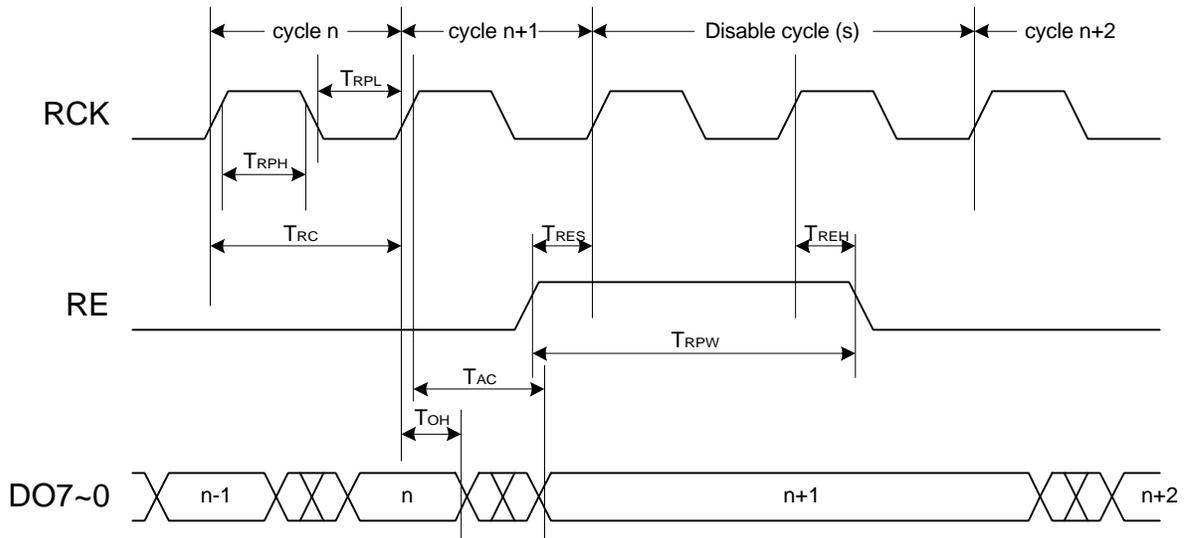 cycle n cycle n+1 Disable cycle (s) cycle n+2
TRPL
RCK
TRPH
TRC TRES TREH
RE
TRPW
TAC
TOH
DO7~0 n-1 n n+1 n+2